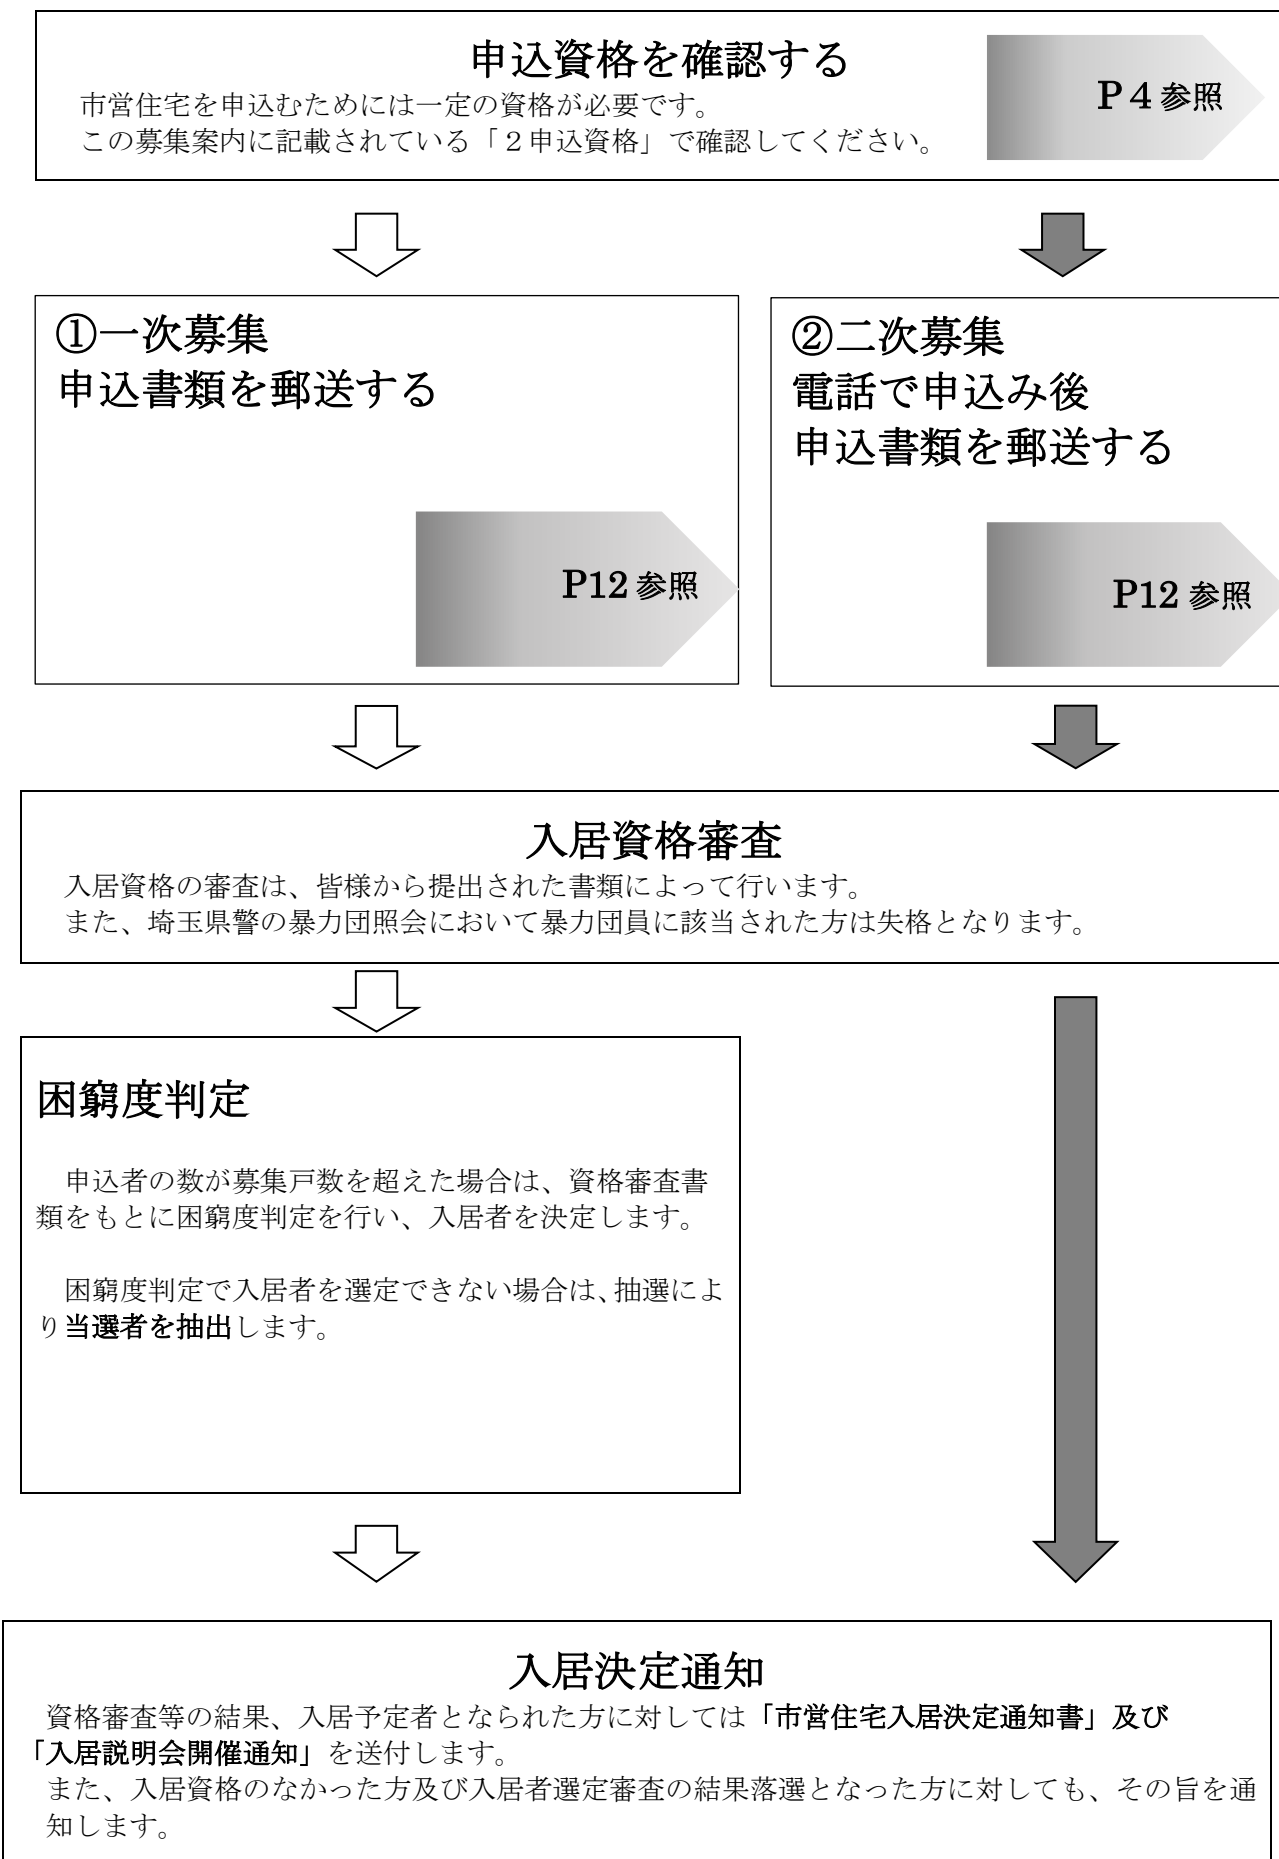 申込資格を確認する
市営住宅を申込むためには一定の資格が必要です。
この募集案内に記載されている「２申込資格」で確認してください。
P４参照
①一次募集
申込書類を郵送する
P12 参照
②二次募集
電話で申込み後
申込書類を郵送する
P12 参照
入居資格審査
入居資格の審査は、皆様から提出された書類によって行います。
また、埼玉県警の暴力団照会において暴力団員に該当された方は失格となります。
困窮度判定
申込者の数が募集戸数を超えた場合は、資格審査書
類をもとに困窮度判定を行い、入居者を決定します。
困窮度判定で入居者を選定できない場合は、抽選によ
り当選者を抽出します。
入居決定通知
資格審査等の結果、入居予定者となられた方に対しては「市営住宅入居決定通知書」及び
「入居説明会開催通知」を送付します。
また、入居資格のなかった方及び入居者選定審査の結果落選となった方に対しても、その旨を通
知します。